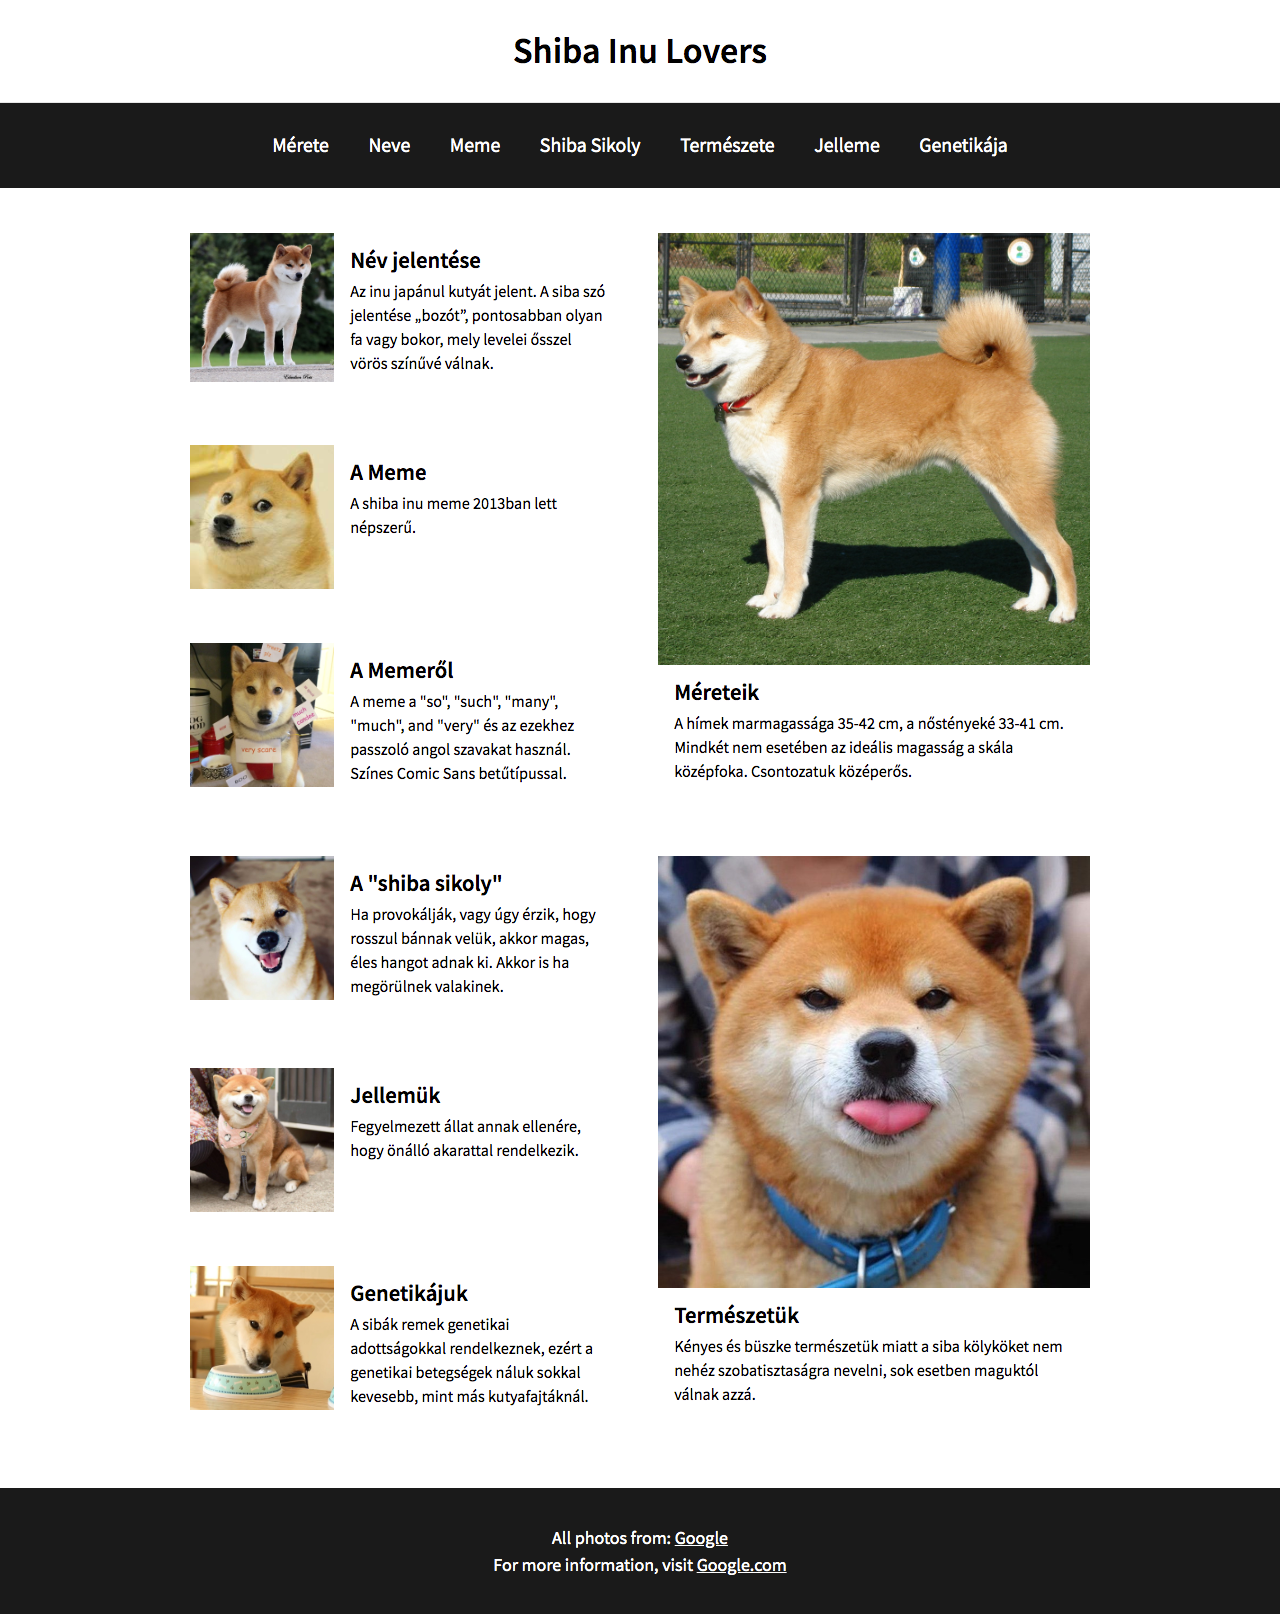 Shiba Inu Lovers
Mérete Neve Meme Shiba Sikoly Természete Jelleme Genetikája
Név jelentése
Az inu japánul kutyát jelent. A siba szó
jelentése „bozót”, pontosabban olyan
fa vagy bokor, mely levelei ősszel
vörös színűvé válnak.
A Meme
A shiba inu meme 2013ban lett
népszerű.
very scare
A Memeről
A meme a "so", "such", "many",
"much", and "very" és az ezekhez
passzoló angol szavakat használ.
Színes Comic Sans betűtípussal.
Méreteik
A hímek marmagassága 35-42 cm, a nőstényeké 33-41 cm.
Mindkét nem esetében az ideális magasság a skála
középfoka. Csontozatuk középerős.
A "shiba sikoly"
Ha provokálják, vagy úgy érzik, hogy
rosszul bánnak velük, akkor magas,
éles hangot adnak ki. Akkor is ha
megörülnek valakinek.
Jellemük
Fegyelmezett állat annak ellenére,
hogy önálló akarattal rendelkezik.
Genetikájuk
A sibák remek genetikai
adottságokkal rendelkeznek, ezért a
genetikai betegségek náluk sokkal
kevesebb, mint más kutyafajtáknál.
Természetük
Kényes és büszke természetük miatt a siba kölyköket nem
nehéz szobatisztaságra nevelni, sok esetben maguktól
válnak azzá.
All photos from: Google
For more information, visit Google.com